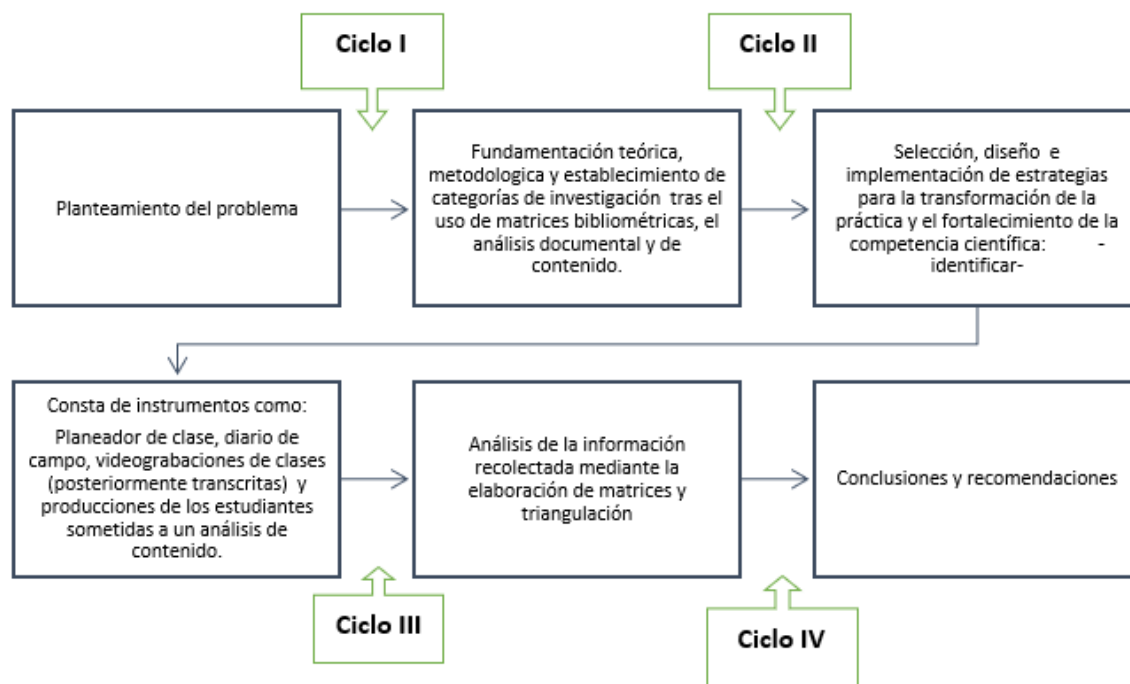 Ciclo I
Ciclo II
Planteamiento del problema
Fundamentación teórica,
metodologica y establecimiento de
categorías de investigación tras el
uso de matrices bibliométricas, el
análisis documental y de
contenido.
Selección, diseño e
implementación de estrategias
para la transformación de la
práctica y el fortalecimiento de la
competencia científica: -
identificar-
Consta de instrumentos como:
Planeador de clase, diario de
campo, videograbaciones de clases
(posteriormente transcritas) y
producciones de los estudiantes
sometidas a un análisis de
contenido.
Análisis de la información
recolectada mediante la
elaboración de matrices y
triangulación
Conclusiones y recomendaciones
Ciclo III
Ciclo IV